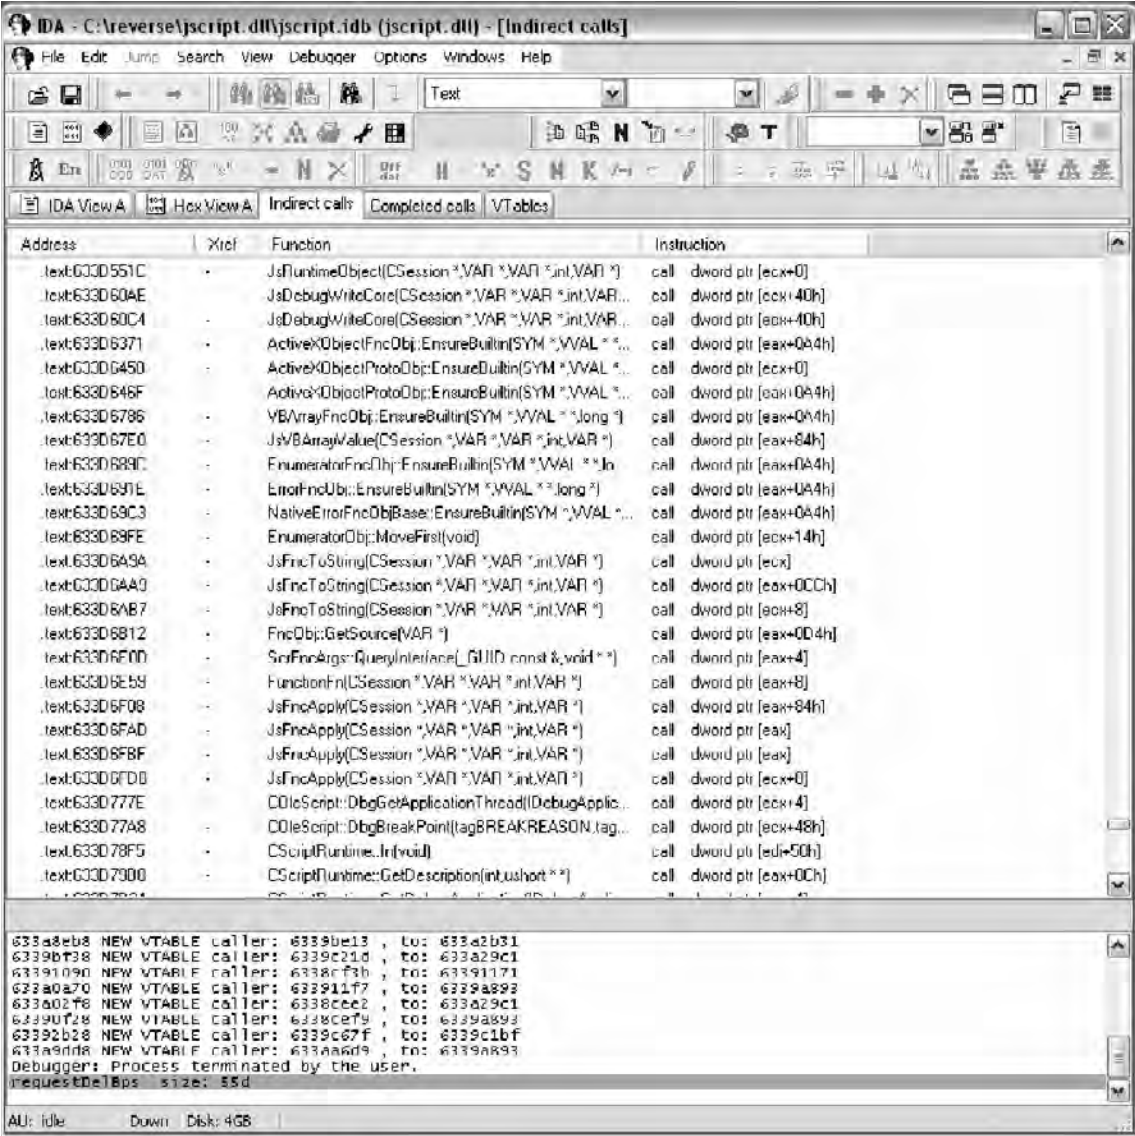 IDA - C:\reverse\jscript.dll\jscript.idb (jscript.dll) - [Indirect calls]
File Edit Jump Search View Debugger Options Windows Help
Text
IDA View-A Hex View-A Indirect calls Completed calls VTables
Address Xref Function Instruction
.text:633D551C - JsRuntimeObject(CSession *,VAR *,VAR *,int,VAR *) call dword ptr [ecx+0]
.text:633D60AE JsDebugWriteCore(CSession *,VAR *,VAR *,int,VAR... call dword ptr [ecx+40h]
.text:633D60C4 - JsDebugWriteCore(CSession *,VAR *,VAR *,int,VAR... call dword ptr [ecx+40h]
.text:633D6371 - ActiveXObjectFncObj::EnsureBuiltin(SYM *,VVAL * *... call dword ptr [eax+0A4h]
.text:633D6450 - ActiveXObjectProtoObj::EnsureBuiltin(SYM *,VVAL *... call dword ptr [ecx+0]
.text:633D646F ActiveXObjectProtoObj::EnsureBuiltin(SYM *,VVAL *... call dword ptr [eax+0A4h]
.text:633D6786 - VBArrayFncObj::EnsureBuiltin(SYM *,VVAL * *,long *) call dword ptr [eax+0A4h]
.text:633D67E0 - JsVBArrayValue(CSession *,VAR *,VAR *,int,VAR *) call dword ptr [eax+84h]
.text:633D689C - EnumeratorFncObj::EnsureBuiltin(SYM *,VVAL * *,lo call dword ptr [eax+0A4h]
.text:633D691E - ErrorFncObj::EnsureBuiltin(SYM *,VVAL * *,long *) call dword ptr [eax+0A4h]
.text:633D69C3 - NativeErrorFncObjBase::EnsureBuiltin(SYM *,VVAL *... call dword ptr [eax+0A4h]
.text:633D69FE - EnumeratorObj::MoveFirst(void) call dword ptr [ecx+14h]
.text:633D6A9A - JsFncToString(CSession *,VAR *,VAR *,int,VAR *) call dword ptr [ecx]
.text:633D6AA9 - JsFncToString(CSession *,VAR *,VAR *,int,VAR *) call dword ptr [eax+0CCh]
.text:633D6AB7 - JsFncToString(CSession *,VAR *,VAR *,int,VAR *) call dword ptr [ecx+8]
.text:633D6B12 FncObj::GetSource(VAR *) call dword ptr [eax+0D4h]
.text:633D6E0D - ScrFncArgs::QueryInterface(_GUID const &,void * *) call dword ptr [eax+4]
.text:633D6E59 - FunctionFn(CSession *,VAR *,VAR *,int,VAR *) call dword ptr [eax+8]
.text:633D6F08 - JsFncApply(CSession *,VAR *,VAR *,int,VAR *) call dword ptr [eax+84h]
.text:633D6FAD - JsFncApply(CSession *,VAR *,VAR *,int,VAR *) call dword ptr [eax]
.text:633D6FBF - JsFncApply(CSession *,VAR *,VAR *,int,VAR *) call dword ptr [eax]
.text:633D6FDB - JsFncApply(CSession *,VAR *,VAR *,int,VAR *) call dword ptr [ecx+0]
.text:633D777E - COleScript::DbgGetApplicationThread(IDebugApplic... call dword ptr [ecx+4]
.text:633D77A8 - COleScript::DbgBreakPoint(tagBREAKREASON,tag... call dword ptr [ecx+48h]
.text:633D78F5 - CScriptRuntime::In(void) call dword ptr [edi+50h]
.text:633D79DD - CScriptRuntime::GetDescription(int,ushort * *) call dword ptr [eax+0Ch]
633a8eb8 NEW VTABLE caller: 6339be13 , to: 633a2b31
6339bf38 NEW VTABLE caller: 6339c21d , to: 633a29c1
63391090 NEW VTABLE caller: 6338cf3b , to: 63391171
633a0a70 NEW VTABLE caller: 633911f7 , to: 6339a893
633a02f8 NEW VTABLE caller: 6338cee2 , to: 633a29c1
63390f28 NEW VTABLE caller: 6338cef9 , to: 6339a893
63392b28 NEW VTABLE caller: 6339c67f , to: 6339c1bf
633a9dd8 NEW VTABLE caller: 633aa6d9 , to: 6339a893
Debugger: Process terminated by the user.
requestDelBps size: 55d
AU: idle Down Disk: 4GB